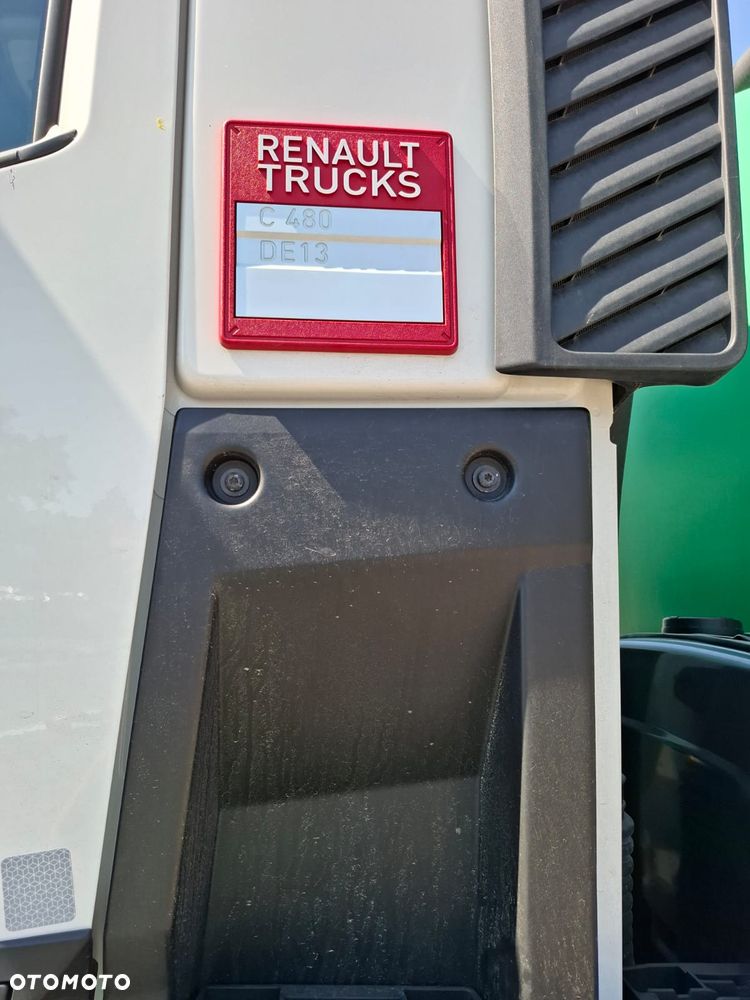 RENAULT
TRUCKS
C 480
DE13
OTOMOTO